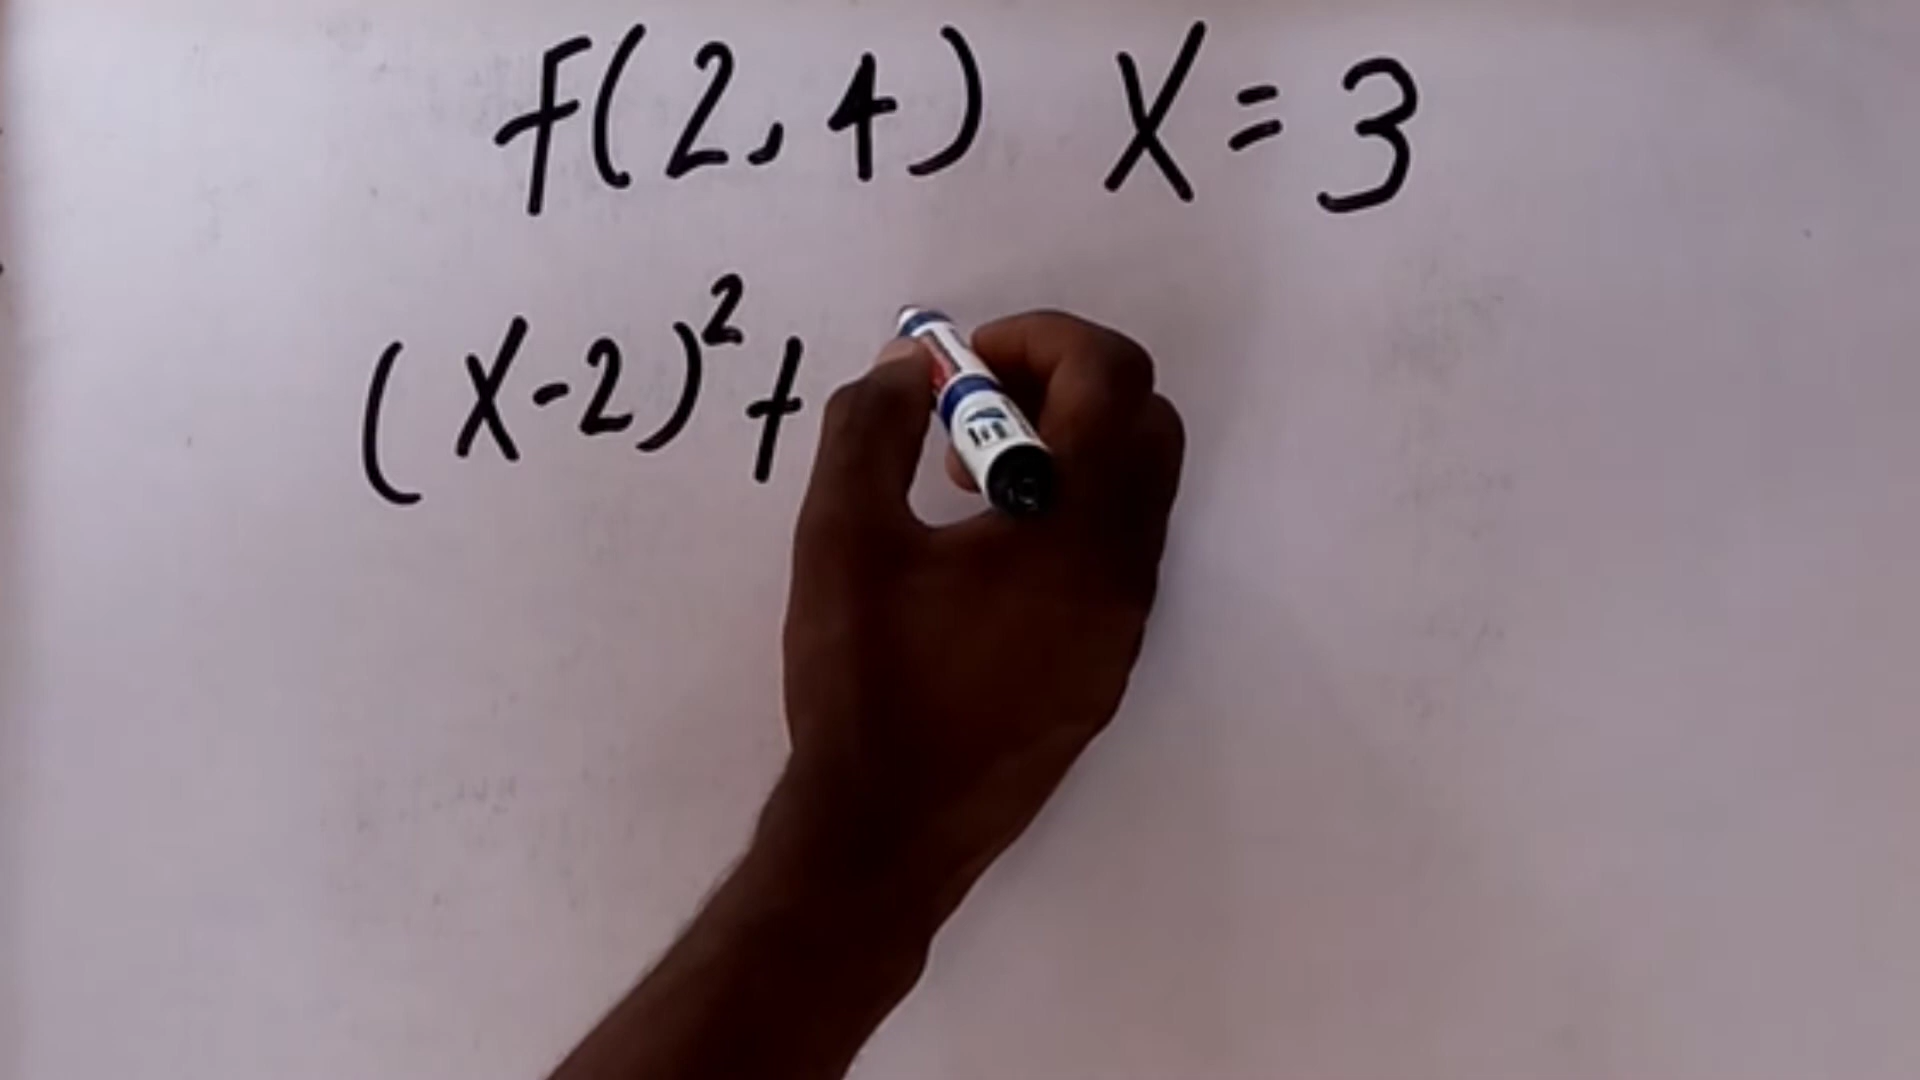 f(2,4) X=3
(X-2)²+